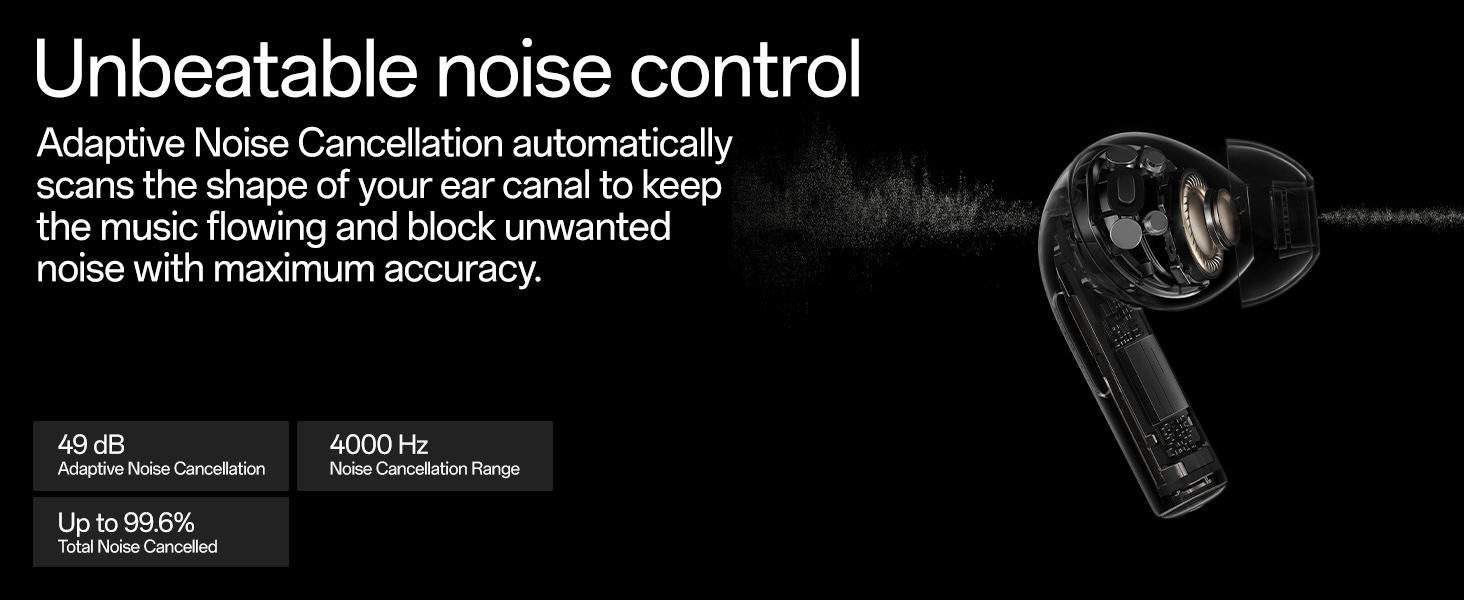 Unbeatable noise control
Adaptive Noise Cancellation automatically
scans the shape of your ear canal to keep
the music flowing and block unwanted
noise with maximum accuracy.
49 dB
Adaptive Noise Cancellation
4000 Hz
Noise Cancellation Range
Up to 99.6%
Total Noise Cancelled